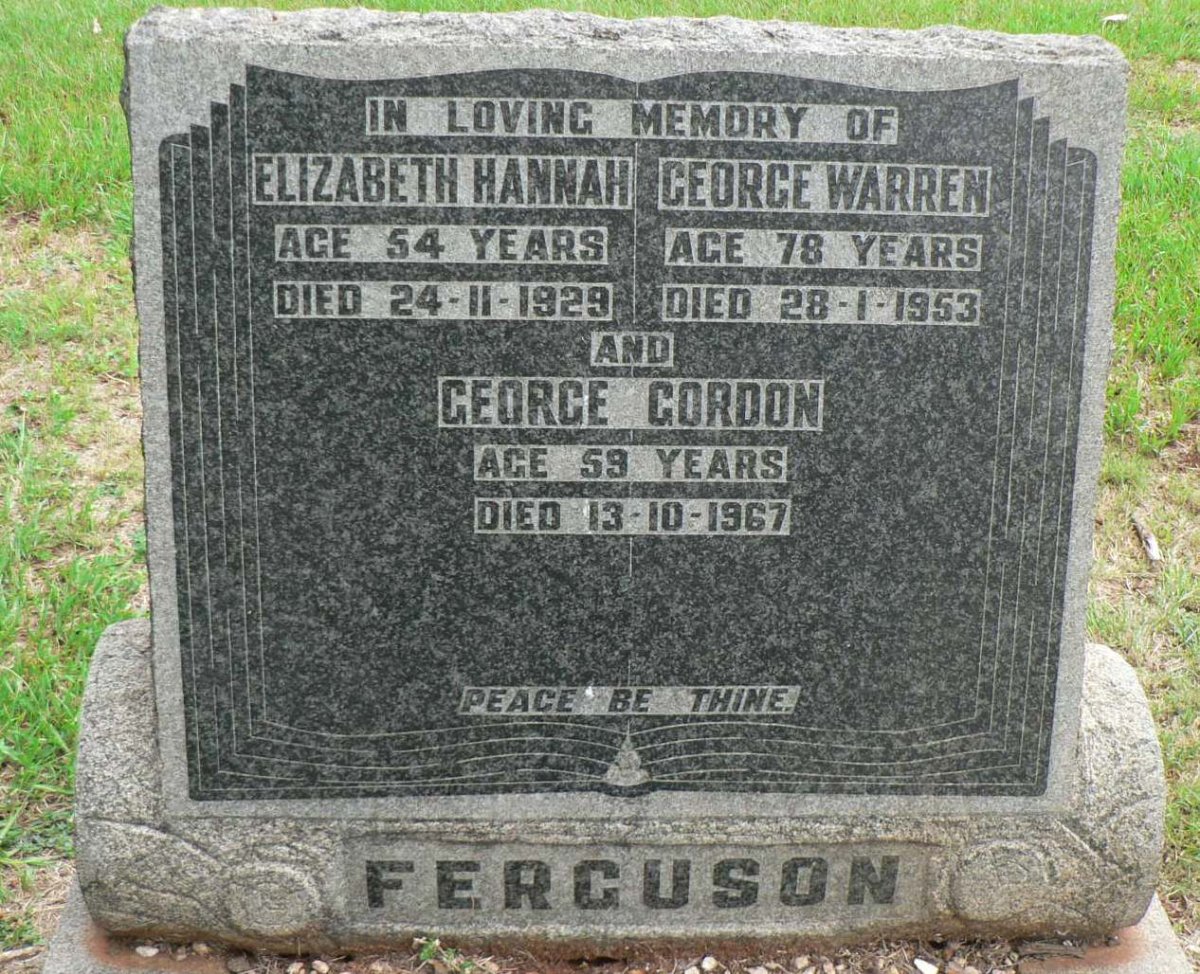 IN LOVING MEMORY OF
ELIZABETH HANNAH
AGE 54 YEARS
DIED 24-11-1929
GEORGE WARREN
AGE 78 YEARS
DIED 28-1-1953
AND
GEORGE GORDON
AGE 59 YEARS
DIED 13-10-1967
PEACE BE THINE.
FERGUSON